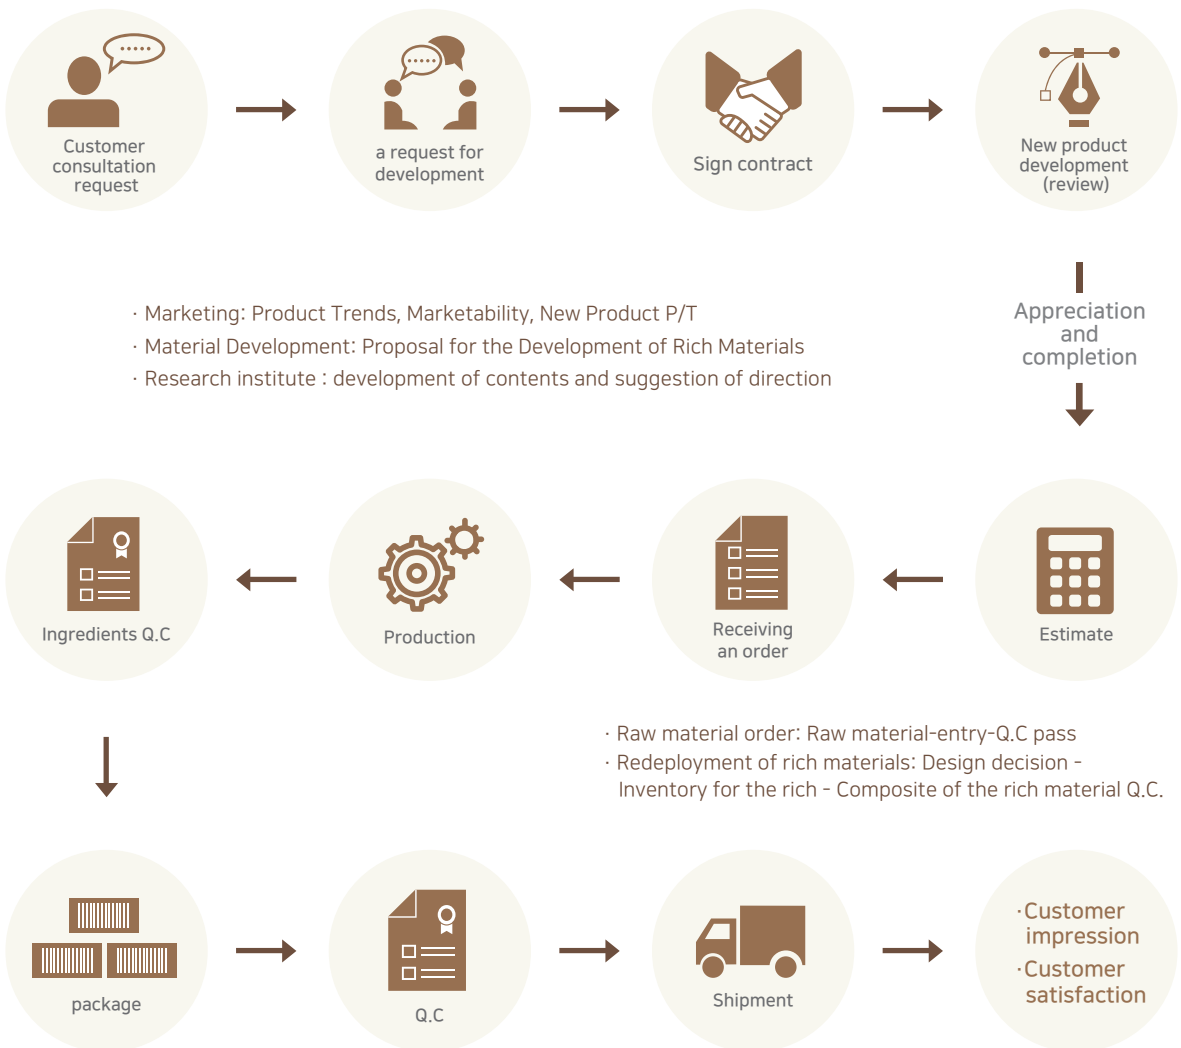 Customer
consultation
request
a request for
development
Sign contract
New product
development
(review)
· Marketing: Product Trends, Marketability, New Product P/T
· Material Development: Proposal for the Development of Rich Materials
· Research institute : development of contents and suggestion of direction
Appreciation
and
completion
Estimate
Receiving
an order
Production
Ingredients Q.C
· Raw material order: Raw material-entry-Q.C pass
· Redeployment of rich materials: Design decision -
Inventory for the rich - Composite of the rich material Q.C.
package
Q.C
Shipment
·Customer
impression
·Customer
satisfaction